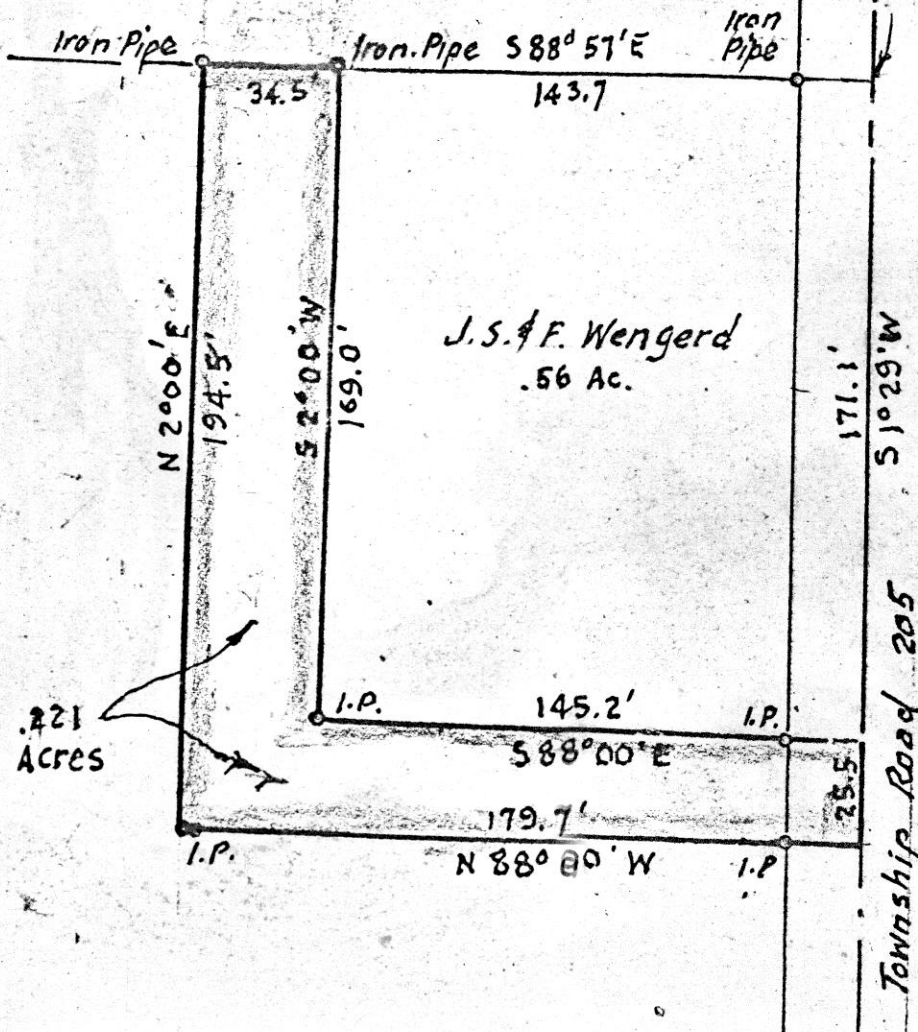 Iron Pipe
Iron Pipe
S 88ᵈ 57' E
Iron
Pipe
34.5'
143.7
N 2°00' E
194.5'
S 2°00' W
169.0'
J.S. & F. Wengerd
.56 Ac.
171.1'
S 1° 29' W
.221
Acres
I.P.
145.2'
I.P.
S 88° 00' E
25.5'
179.7'
I.P.
N 88° 00' W
I.P
Township Road 205